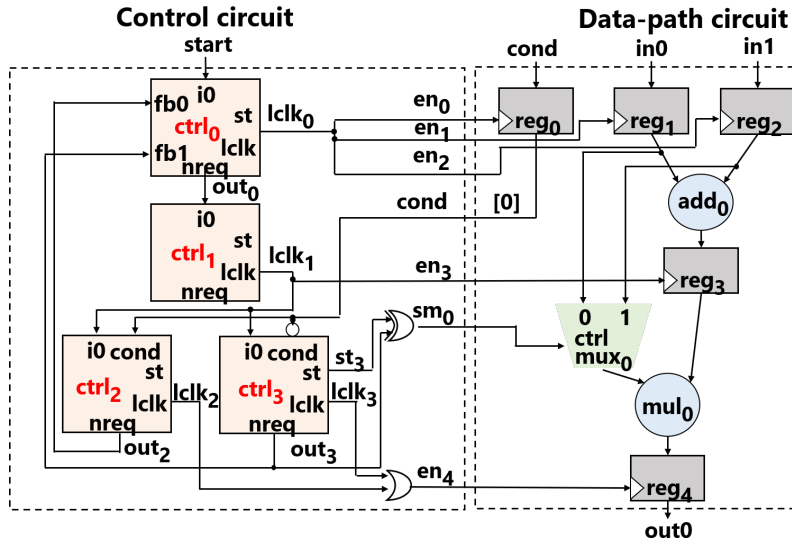 Control circuit
Data-path circuit
start
cond
in0
in1
i0
fb0
st
ctrl0
lclk
fb1
nreq
lclk0
en0
en1
en2
reg0
reg1
reg2
out0
cond
[0]
add0
i0
st
ctrl1
lclk
nreq
lclk1
en3
reg3
sm0
0 1
ctrl
mux0
i0 cond
st
ctrl2
lclk
nreq
lclk2
out2
i0 cond
st
ctrl3
lclk
nreq
st3
lclk3
out3
mul0
en4
reg4
out0